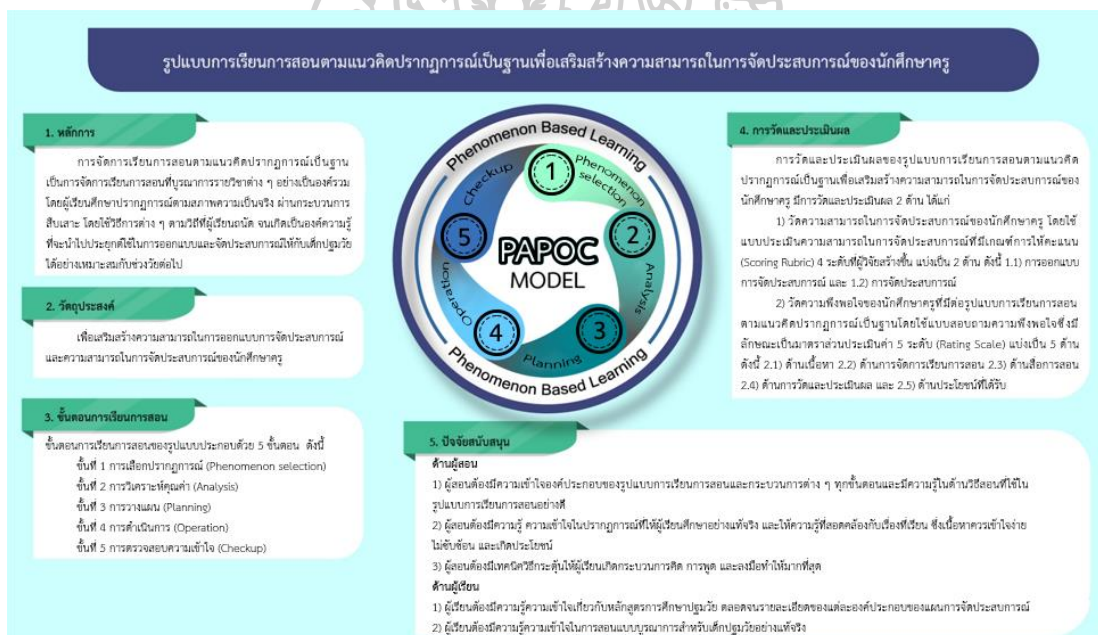 รูปแบบการเรียนการสอนตามแนวคิดปรากฏการณ์เป็นฐานเพื่อเสริมสร้างความสามารถในการจัดประสบการณ์ของนักศึกษาครู
1. หลักการ
การจัดการเรียนการสอนตามแนวคิดปรากฏการณ์เป็นฐาน
เป็นการจัดการเรียนการสอนที่บูรณาการรายวิชาต่าง ๆ อย่างเป็นองค์รวม
โดยผู้เรียนศึกษาปรากฏการณ์ตามสภาพความเป็นจริง ผ่านกระบวนการ
สืบเสาะ โดยใช้วิธีการต่าง ๆ ตามวิถีที่ผู้เรียนถนัด จนเกิดเป็นองค์ความรู้
ที่จะนำไปประยุกต์ใช้ในการออกแบบและจัดประสบการณ์ให้กับเด็กปฐมวัย
ได้อย่างเหมาะสมกับช่วงวัยต่อไป
2. วัตถุประสงค์
เพื่อเสริมสร้างความสามารถในการออกแบบการจัดประสบการณ์
และความสามารถในการจัดประสบการณ์ของนักศึกษาครู
3. ขั้นตอนการเรียนการสอน
ขั้นตอนการเรียนการสอนของรูปแบบประกอบด้วย 5 ขั้นตอน ดังนี้
ขั้นที่ 1 การเลือกปรากฏการณ์ (Phenomenon selection)
ขั้นที่ 2 การวิเคราะห์คุณค่า (Analysis)
ขั้นที่ 3 การวางแผน (Planning)
ขั้นที่ 4 การดำเนินการ (Operation)
ขั้นที่ 5 การตรวจสอบความเข้าใจ (Checkup)
Phenomenon Based Learning
1
Phenomenon selection
2
Analysis
3
Planning
4
Operation
5
Checkup
PAPOC
MODEL
Phenomenon Based Learning
4. การวัดและประเมินผล
การวัดและประเมินผลของรูปแบบการเรียนการสอนตามแนวคิด
ปรากฏการณ์เป็นฐานเพื่อเสริมสร้างความสามารถในการจัดประสบการณ์ของ
นักศึกษาครู มีการวัดและประเมินผล 2 ด้าน ได้แก่
1) วัดความสามารถในการจัดประสบการณ์ของนักศึกษาครู โดยใช้
แบบประเมินความสามารถในการจัดประสบการณ์ที่มีเกณฑ์การให้คะแนน
(Scoring Rubric) 4 ระดับที่ผู้วิจัยสร้างขึ้น แบ่งเป็น 2 ด้าน ดังนี้ 1.1) การออกแบบ
การจัดประสบการณ์ และ 1.2) การจัดประสบการณ์
2) วัดความพึงพอใจของนักศึกษาครูที่มีต่อรูปแบบการเรียนการสอน
ตามแนวคิดปรากฏการณ์เป็นฐานโดยใช้แบบสอบถามความพึงพอใจซึ่งมี
ลักษณะเป็นมาตราส่วนประเมินค่า 5 ระดับ (Rating Scale) แบ่งเป็น 5 ด้าน
ดังนี้ 2.1) ด้านเนื้อหา 2.2) ด้านการจัดการเรียนการสอน 2.3) ด้านสื่อการสอน
2.4) ด้านการวัดและประเมินผล และ 2.5) ด้านประโยชน์ที่ได้รับ
5. ปัจจัยสนับสนุน
ด้านผู้สอน
1) ผู้สอนต้องมีความเข้าใจองค์ประกอบของรูปแบบการเรียนการสอนและกระบวนการต่าง ๆ ทุกขั้นตอนและมีความรู้ในด้านวิธีสอนที่ใช้ใน
รูปแบบการเรียนการสอนอย่างดี
2) ผู้สอนต้องมีความรู้ ความเข้าใจในปรากฏการณ์ที่ให้ผู้เรียนศึกษาอย่างแท้จริง และให้ความรู้ที่สอดคล้องกับเรื่องที่เรียน ซึ่งเนื้อหาควรเข้าใจง่าย
ไม่ซับซ้อน และเกิดประโยชน์
3) ผู้สอนต้องมีเทคนิควิธีกระตุ้นให้ผู้เรียนเกิดกระบวนการคิด การพูด และลงมือทำให้มากที่สุด
ด้านผู้เรียน
1) ผู้เรียนต้องมีความรู้ความเข้าใจเกี่ยวกับหลักสูตรการศึกษาปฐมวัย ตลอดจนรายละเอียดของแต่ละองค์ประกอบของแผนการจัดประสบการณ์
2) ผู้เรียนต้องมีความรู้ความเข้าใจในการสอนแบบบูรณาการสำหรับเด็กปฐมวัยอย่างแท้จริง